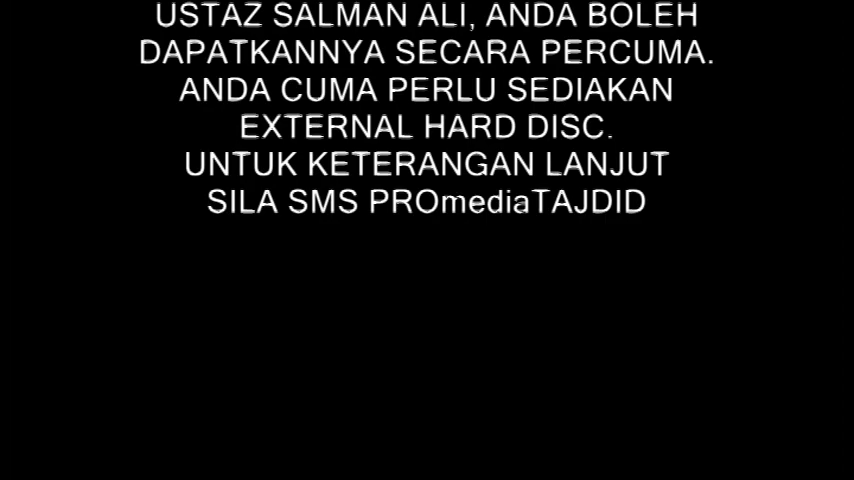 USTAZ SALMAN ALI, ANDA BOLEH
DAPATKANNYA SECARA PERCUMA.
ANDA CUMA PERLU SEDIAKAN
EXTERNAL HARD DISC.
UNTUK KETERANGAN LANJUT
SILA SMS PROmediaTAJDID